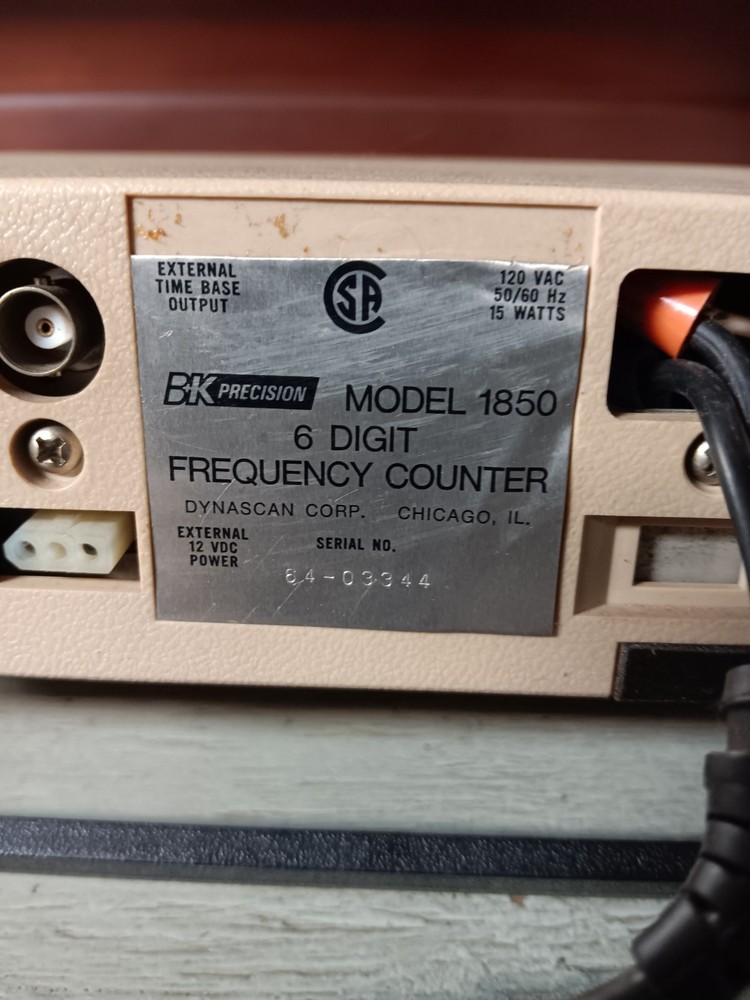 EXTERNAL
TIME BASE
OUTPUT
SA
120 VAC
50/60 Hz
15 WATTS
B+K PRECISION MODEL 1850
6 DIGIT
FREQUENCY COUNTER
DYNASCAN CORP. CHICAGO, IL.
EXTERNAL
12 VDC
POWER
SERIAL NO.
64-03344